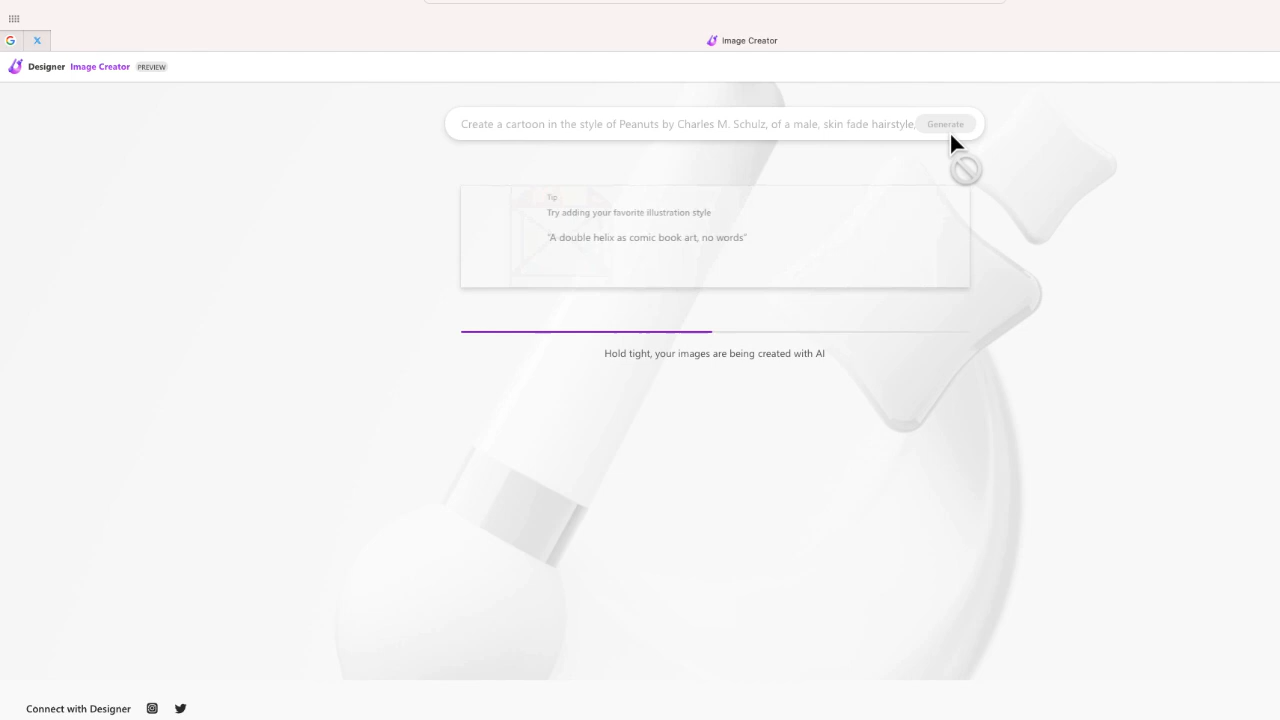 Image Creator
Designer Image Creator PREVIEW
Create a cartoon in the style of Peanuts by Charles M. Schulz, of a male, skin fade hairstyle,
Generate
Tip
Try adding your favorite illustration style
"A double helix as comic book art, no words"
Hold tight, your images are being created with AI
Connect with Designer